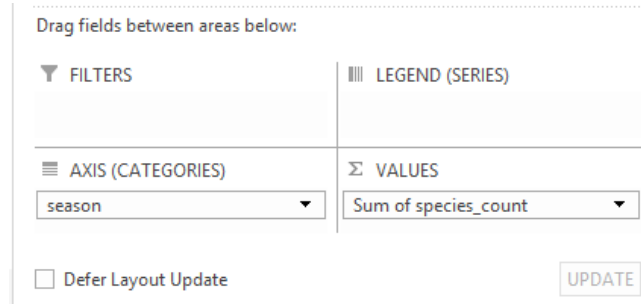 Drag fields between areas below:
FILTERS
LEGEND (SERIES)
AXIS (CATEGORIES)
Σ VALUES
season
Sum of species_count
Defer Layout Update
UPDATE